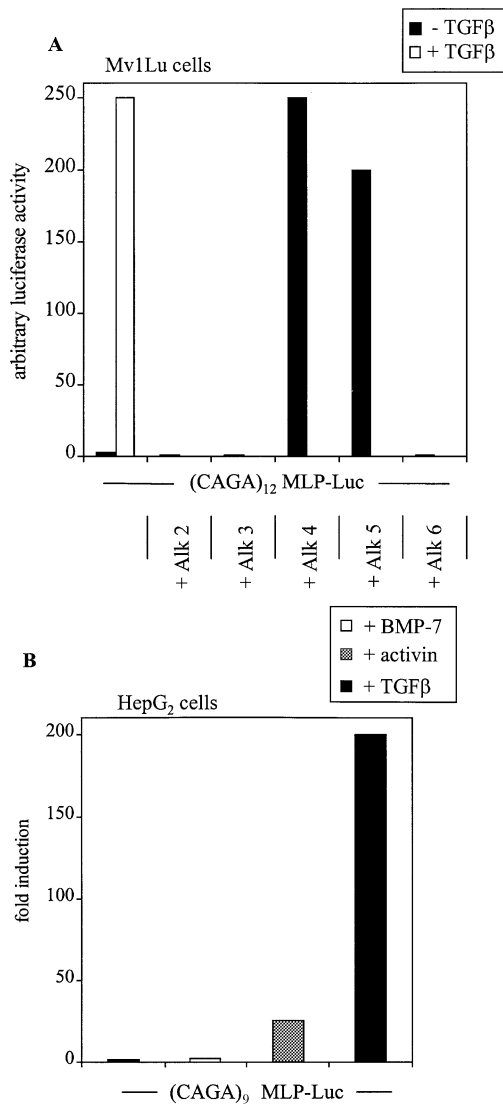 - TGFβ
+ TGFβ
A
Mv1Lu cells
250
200
150
100
50
0
arbitrary luciferase activity
(CAGA)12 MLP-Luc
+ Alk 2
+ Alk 3
+ Alk 4
+ Alk 5
+ Alk 6
+ BMP-7
+ activin
+ TGFβ
B
HepG2 cells
200
150
100
50
0
fold induction
(CAGA)9 MLP-Luc